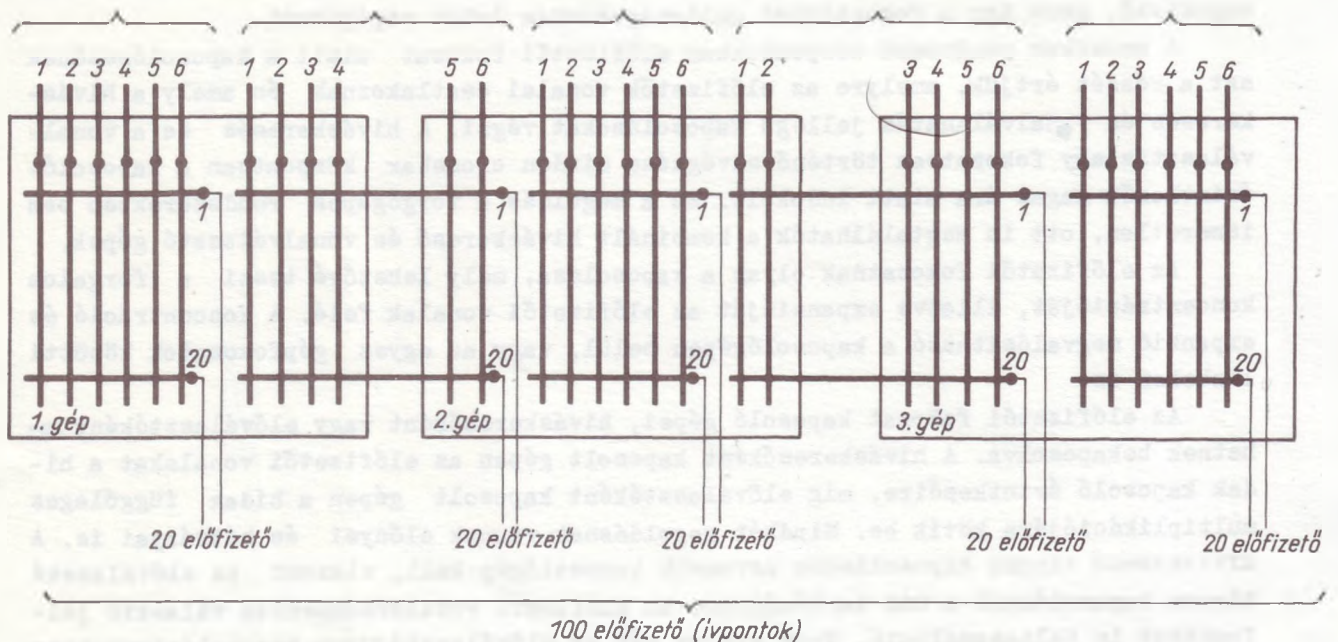 1 2 3 4 5 6 1 2 3 4 5 6 1 2 3 4 5 6 1 2 3 4 5 6 1 2 3 4 5 6
1 1 1 1 1
20 20 20 20 20
1.gép 2.gép 3.gép
20 előfizető 20 előfizető 20 előfizető 20 előfizető 20 előfizető
100 előfizető (ívpontok)